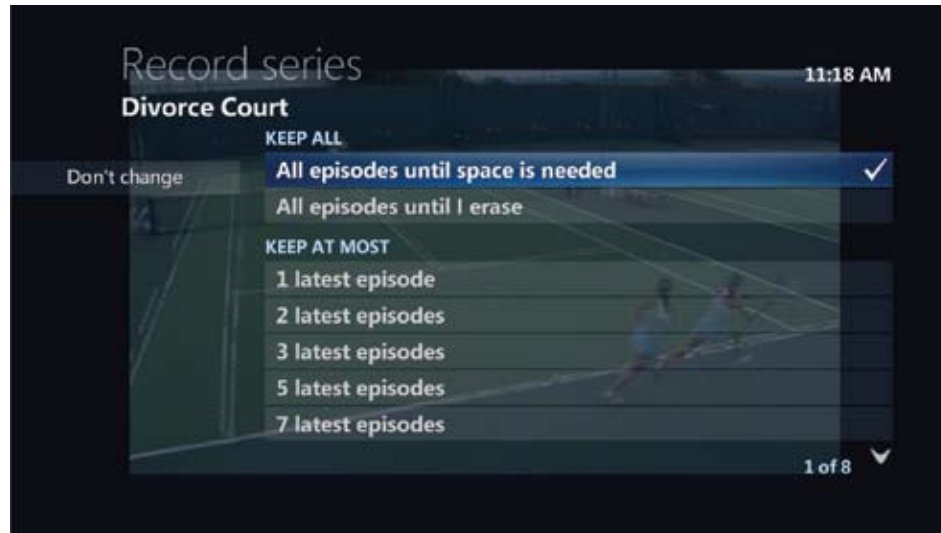 Record series
11:18 AM
Divorce Court
KEEP ALL
Don't change
All episodes until space is needed
All episodes until I erase
KEEP AT MOST
1 latest episode
2 latest episodes
3 latest episodes
5 latest episodes
7 latest episodes
1 of 8